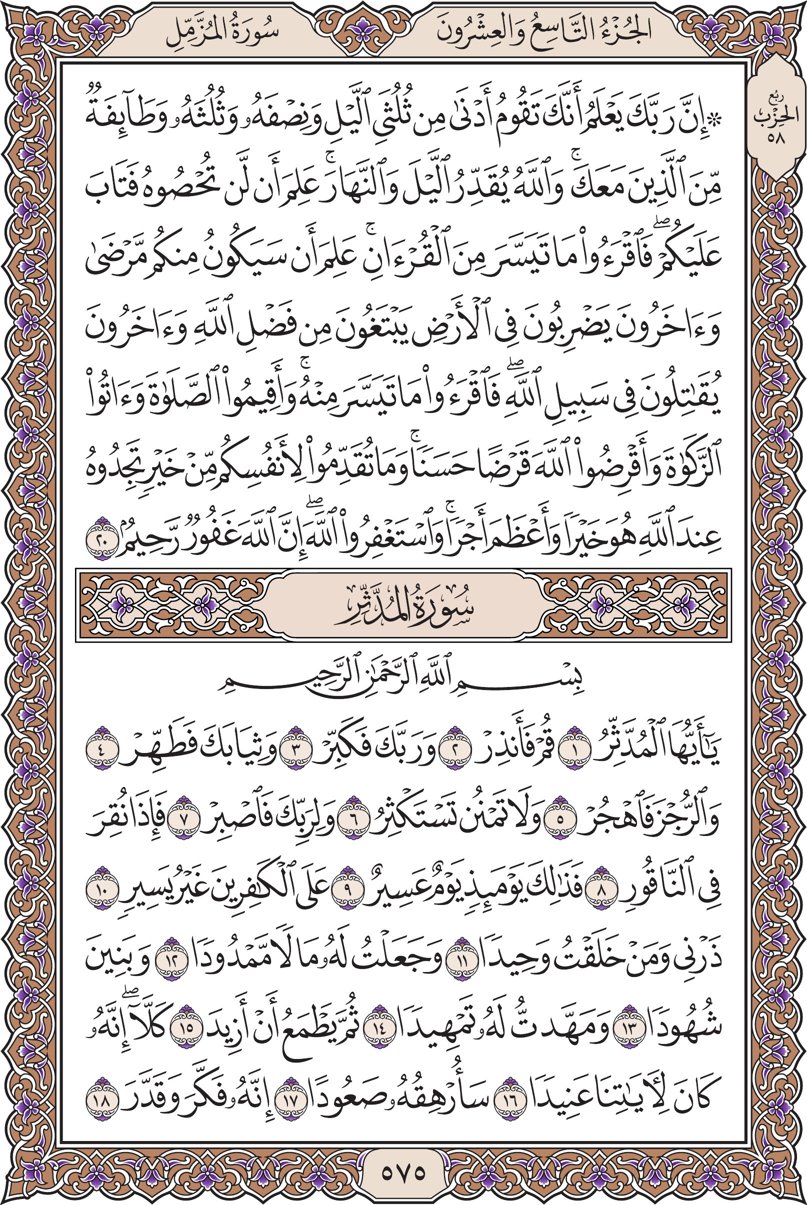 سُورَةُ المُزَّمِّل
الجُزْءُ التَّاسِعُ وَالعِشْرُونَ
رُبْعُ
الحِزْبِ
٥٨
۞ إِنَّ رَبَّكَ يَعْلَمُ أَنَّكَ تَقُومُ أَدْنَىٰ مِن ثُلُثَىِ ٱلَّيْلِ وَنِصْفَهُۥ وَثُلُثَهُۥ وَطَآئِفَةٌ
مِّنَ ٱلَّذِينَ مَعَكَ ۚ وَٱللَّهُ يُقَدِّرُ ٱلَّيْلَ وَٱلنَّهَارَ ۚ عَلِمَ أَن لَّن تُحْصُوهُ فَتَابَ
عَلَيْكُمْ ۖ فَٱقْرَءُوا۟ مَا تَيَسَّرَ مِنَ ٱلْقُرْءَانِ ۚ عَلِمَ أَن سَيَكُونُ مِنكُم مَّرْضَىٰ
وَءَاخَرُونَ يَضْرِبُونَ فِى ٱلْأَرْضِ يَبْتَغُونَ مِن فَضْلِ ٱللَّهِ وَءَاخَرُونَ
يُقَـٰتِلُونَ فِى سَبِيلِ ٱللَّهِ ۖ فَٱقْرَءُوا۟ مَا تَيَسَّرَ مِنْهُ ۚ وَأَقِيمُوا۟ ٱلصَّلَوٰةَ وَءَاتُوا۟
ٱلزَّكَوٰةَ وَأَقْرِضُوا۟ ٱللَّهَ قَرْضًا حَسَنًا ۚ وَمَا تُقَدِّمُوا۟ لِأَنفُسِكُم مِّنْ خَيْرٍ تَجِدُوهُ
عِندَ ٱللَّهِ هُوَ خَيْرًا وَأَعْظَمَ أَجْرًا ۚ وَٱسْتَغْفِرُوا۟ ٱللَّهَ ۖ إِنَّ ٱللَّهَ غَفُورٌ رَّحِيمٌۢ ٢٠
سُورَةُ المُدَّثِّر
بِسْمِ ٱللَّهِ ٱلرَّحْمَـٰنِ ٱلرَّحِيمِ
يَـٰٓأَيُّهَا ٱلْمُدَّثِّرُ ١ قُمْ فَأَنذِرْ ٢ وَرَبَّكَ فَكَبِّرْ ٣ وَثِيَابَكَ فَطَهِّرْ ٤
وَٱلرُّجْزَ فَٱهْجُرْ ٥ وَلَا تَمْنُن تَسْتَكْثِرُ ٦ وَلِرَبِّكَ فَٱصْبِرْ ٧ فَإِذَا نُقِرَ
فِى ٱلنَّاقُورِ ٨ فَذَٰلِكَ يَوْمَئِذٍ يَوْمٌ عَسِيرٌ ٩ عَلَى ٱلْكَـٰفِرِينَ غَيْرُ يَسِيرٍ ١٠
ذَرْنِى وَمَنْ خَلَقْتُ وَحِيدًا ١١ وَجَعَلْتُ لَهُۥ مَالًا مَّمْدُودًا ١٢ وَبَنِينَ
شُهُودًا ١٣ وَمَهَّدتُّ لَهُۥ تَمْهِيدًا ١٤ ثُمَّ يَطْمَعُ أَنْ أَزِيدَ ١٥ كَلَّآ ۖ إِنَّهُۥ
كَانَ لِـَٔايَـٰتِنَا عَنِيدًا ١٦ سَأُرْهِقُهُۥ صَعُودًا ١٧ إِنَّهُۥ فَكَّرَ وَقَدَّرَ ١٨
٥٧٥